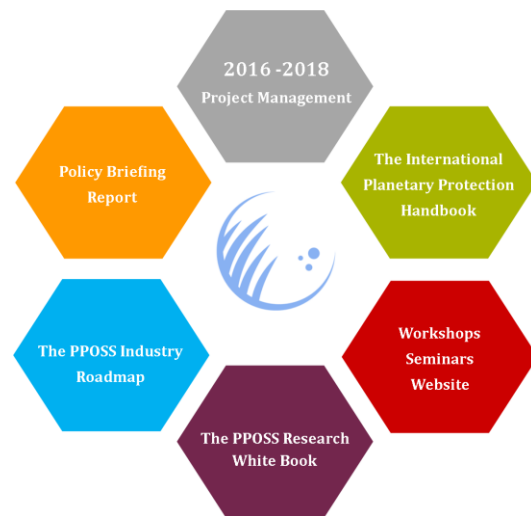 2016 -2018
Project Management
The International
Planetary Protection
Handbook
Workshops
Seminars
Website
The PPOSS Research
White Book
The PPOSS Industry
Roadmap
Policy Briefing
Report